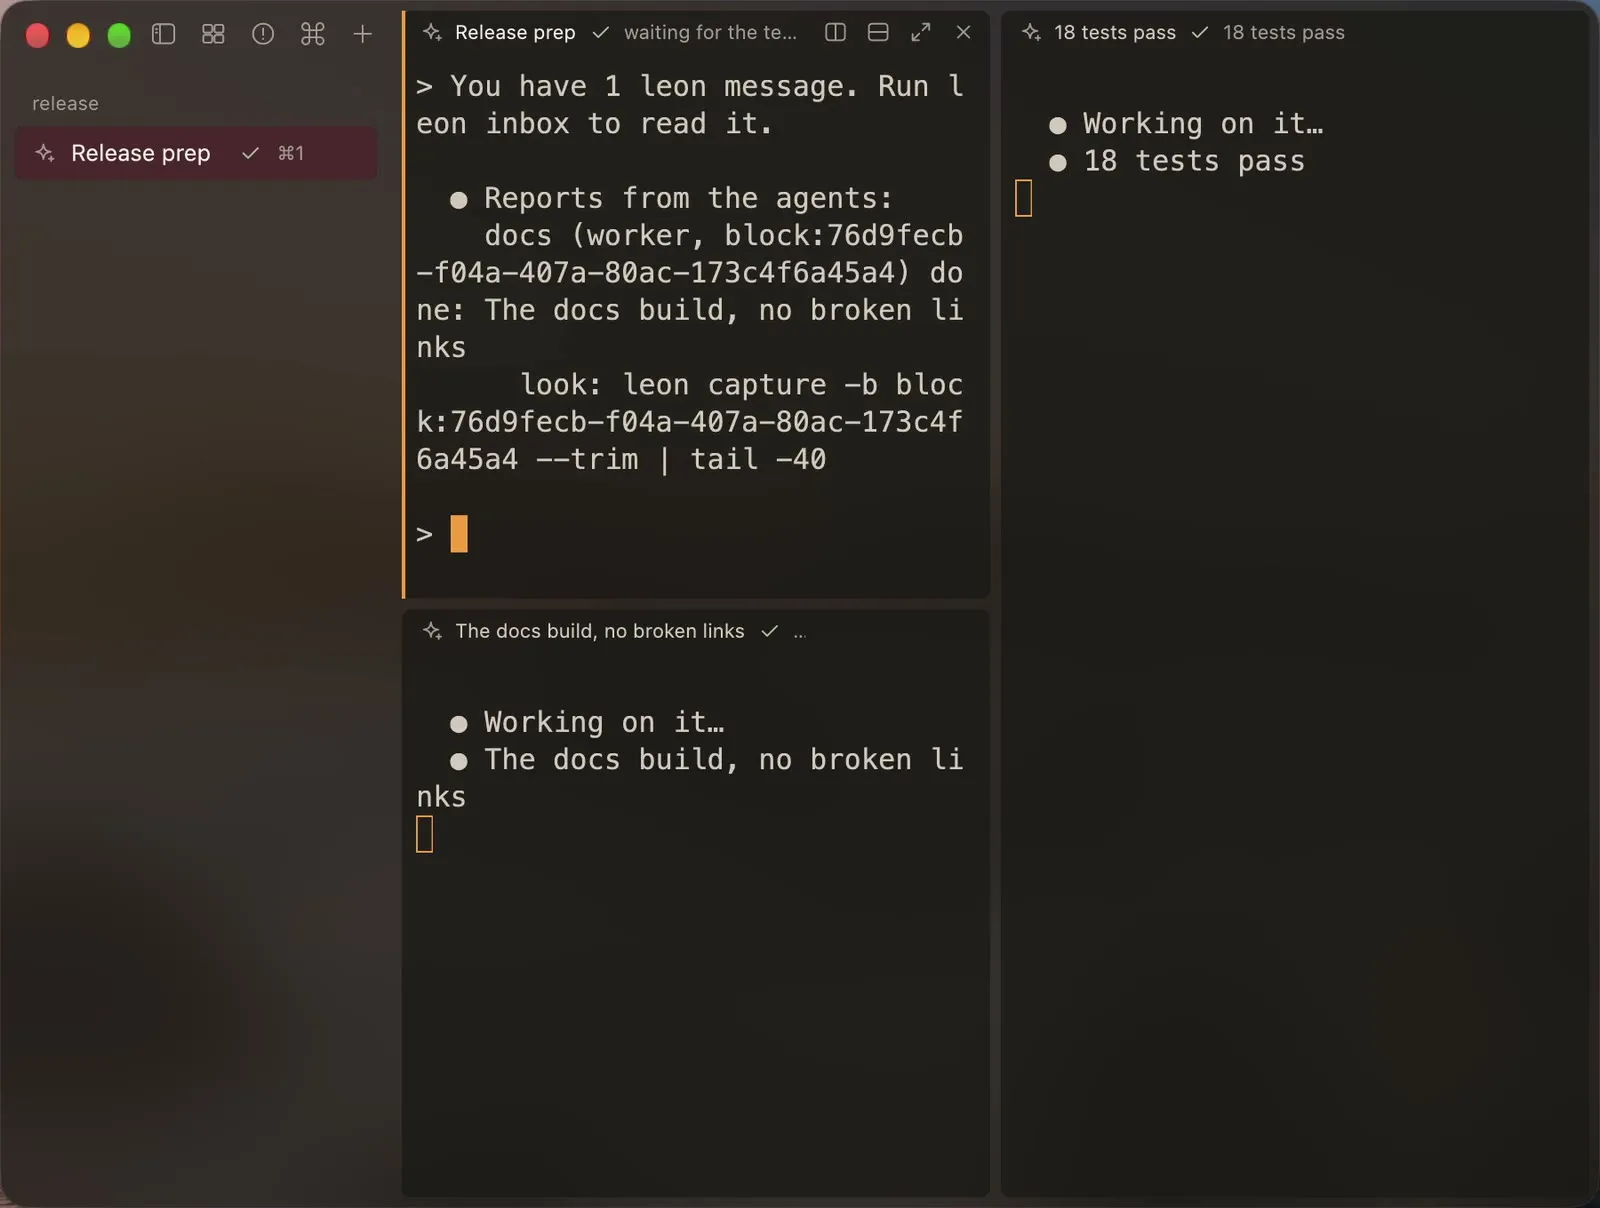 release
Release prep ✓ ⌘1
Release prep ✓ waiting for the te...
> You have 1 leon message. Run l
eon inbox to read it.
● Reports from the agents:
docs (worker, block:76d9fecb
-f04a-407a-80ac-173c4f6a45a4) do
ne: The docs build, no broken li
nks
look: leon capture -b bloc
k:76d9fecb-f04a-407a-80ac-173c4f
6a45a4 --trim | tail -40
>
The docs build, no broken links ✓ ...
● Working on it…
● The docs build, no broken li
nks
18 tests pass ✓ 18 tests pass
● Working on it…
● 18 tests pass